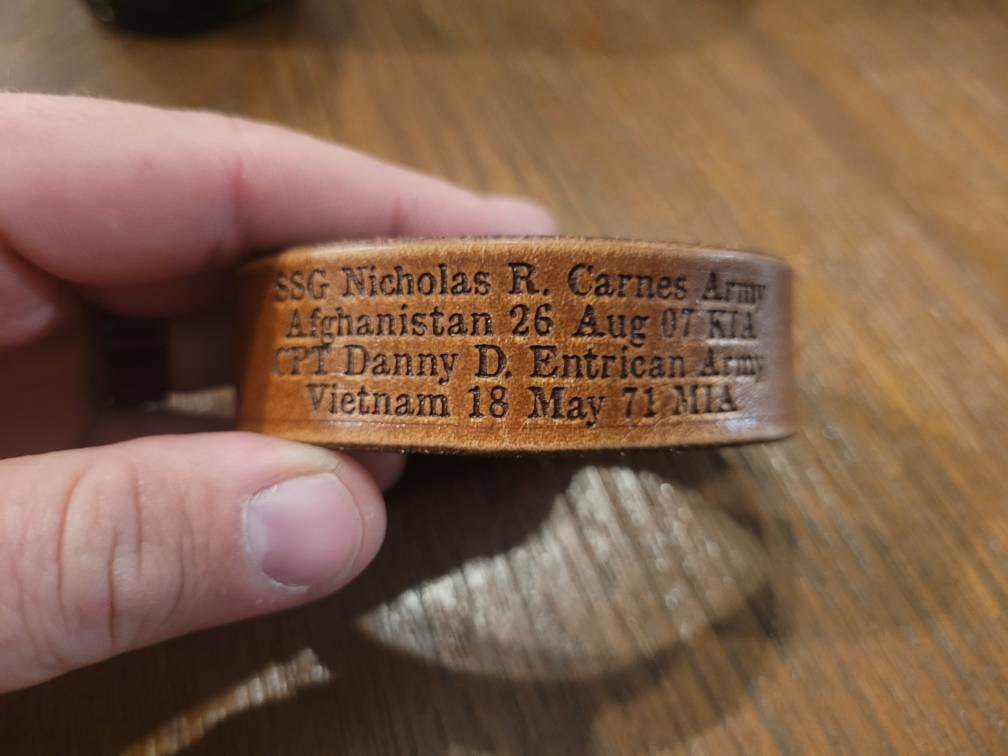 SSG Nicholas R. Carnes Army
Afghanistan 26 Aug 07 KIA
CPT Danny D. Entrican Army
Vietnam 18 May 71 MIA